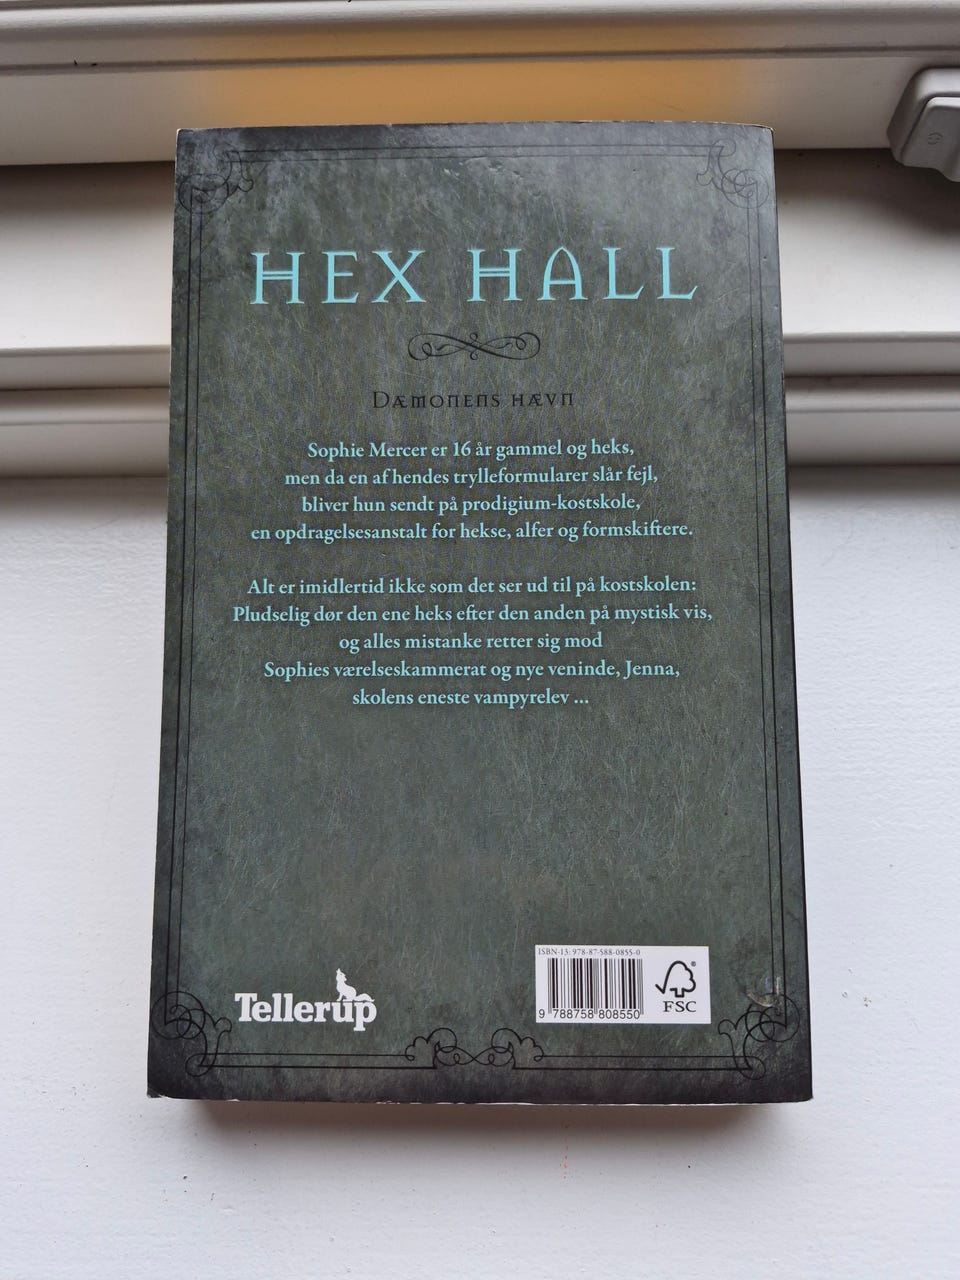 HEX HALL
Dæmonens hævn
Sophie Mercer er 16 år gammel og heks,
men da en af hendes trylleformularer slår fejl,
bliver hun sendt på prodigium-kostskole,
en opdragelsesanstalt for hekse, alfer og formskiftere.
Alt er imidlertid ikke som det ser ud til på kostskolen:
Pludselig dør den ene heks efter den anden på mystisk vis,
og alles mistanke retter sig mod
Sophies værelseskammerat og nye veninde, Jenna,
skolens eneste vampyrelev ...
Tellerup
ISBN-13: 978-87-588-0855-0
9 788758 808550
FSC
®